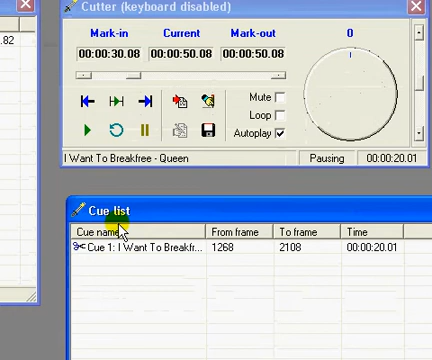 Cutter (keyboard disabled)
.82
Mark-in Current Mark-out 0
00:00:30.08 00:00:50.08 00:00:50.08
Mute
Loop
Autoplay
I Want To Breakfree - Queen Pausing 00:00:20.01
Cue list
Cue name From frame To frame Time
Cue 1: I Want To Breakfr... 1268 2108 00:00:20.01